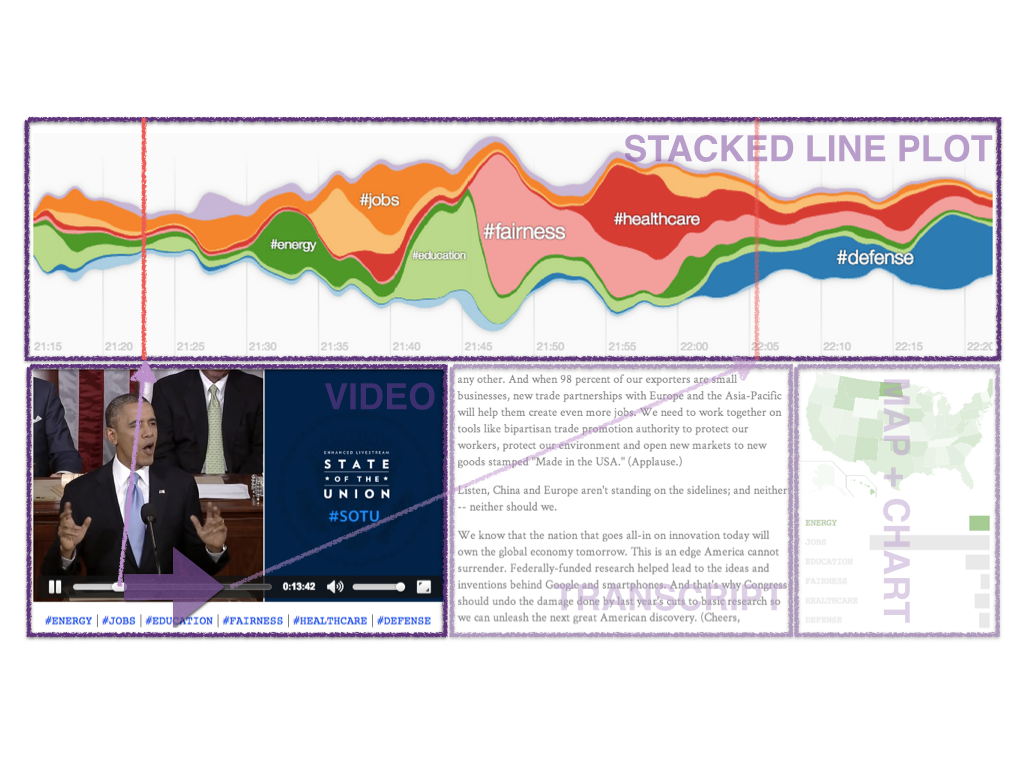 STACKED LINE PLOT
#jobs
#healthcare
#fairness
#energy
#education
#defense
21:15 21:20 21:25 21:30 21:35 21:40 21:45 21:50 21:55 22:00 22:05 22:10 22:15 22:20
VIDEO
ENHANCED LIVESTREAM
STATE
OF THE
UNION
#SOTU
0:13:42
#ENERGY | #JOBS | #EDUCATION | #FAIRNESS | #HEALTHCARE | #DEFENSE
any other. And when 98 percent of our exporters are small
businesses, new trade partnerships with Europe and the Asia-Pacific
will help them create even more jobs. We need to work together on
tools like bipartisan trade promotion authority to protect our
workers, protect our environment and open new markets to new
goods stamped "Made in the USA." (Applause.)
Listen, China and Europe aren't standing on the sidelines; and neither
-- neither should we.
We know that the nation that goes all-in on innovation today will
own the global economy tomorrow. This is an edge America cannot
surrender. Federally-funded research helped lead to the ideas and
inventions behind Google and smartphones. And that's why Congress
should undo the damage done by last year's cuts to basic research so
we can unleash the next great American discovery. (Cheers,
TRANSCRIPT
MAP + CHART
ENERGY
JOBS
EDUCATION
FAIRNESS
HEALTHCARE
DEFENSE